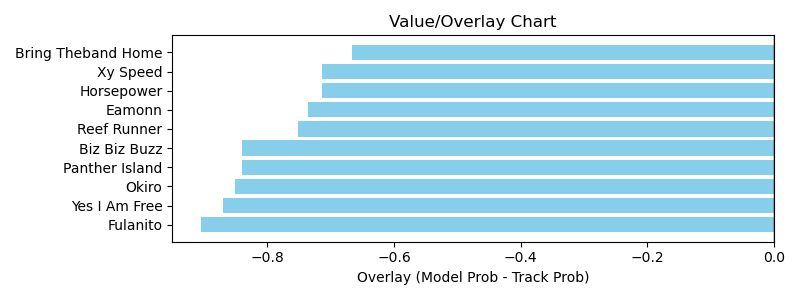 Value/Overlay Chart
Bring Theband Home
Xy Speed
Horsepower
Eamonn
Reef Runner
Biz Biz Buzz
Panther Island
Okiro
Yes I Am Free
Fulanito
−0.8 −0.6 −0.4 −0.2 0.0
Overlay (Model Prob - Track Prob)